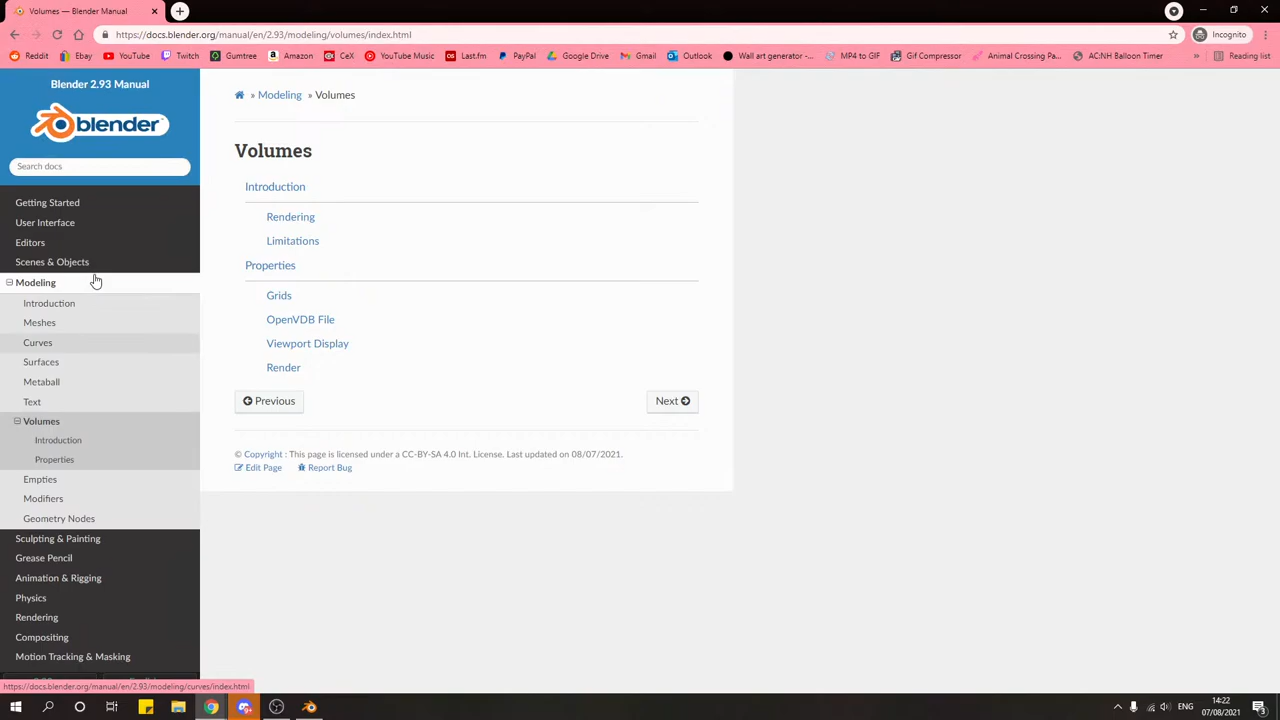 Volumes — Blender Manual
https://docs.blender.org/manual/en/2.93/modeling/volumes/index.html
Incognito
Reddit Ebay YouTube Twitch Gumtree Amazon CeX YouTube Music Last.fm PayPal Google Drive Gmail Outlook Wall art generator -... MP4 to GIF Gif Compressor Animal Crossing Pa... AC:NH Balloon Timer » Reading list
Blender 2.93 Manual
blender
Search docs
Getting Started
User Interface
Editors
Scenes & Objects
Modeling
Introduction
Meshes
Curves
Surfaces
Metaball
Text
Volumes
Introduction
Properties
Empties
Modifiers
Geometry Nodes
Sculpting & Painting
Grease Pencil
Animation & Rigging
Physics
Rendering
Compositing
Motion Tracking & Masking
https://docs.blender.org/manual/en/2.93/modeling/curves/index.html
» Modeling » Volumes
Volumes
Introduction
Rendering
Limitations
Properties
Grids
OpenVDB File
Viewport Display
Render
Previous
Next
© Copyright : This page is licensed under a CC-BY-SA 4.0 Int. License. Last updated on 08/07/2021.
Edit Page Report Bug
ENG
14:22
07/08/2021